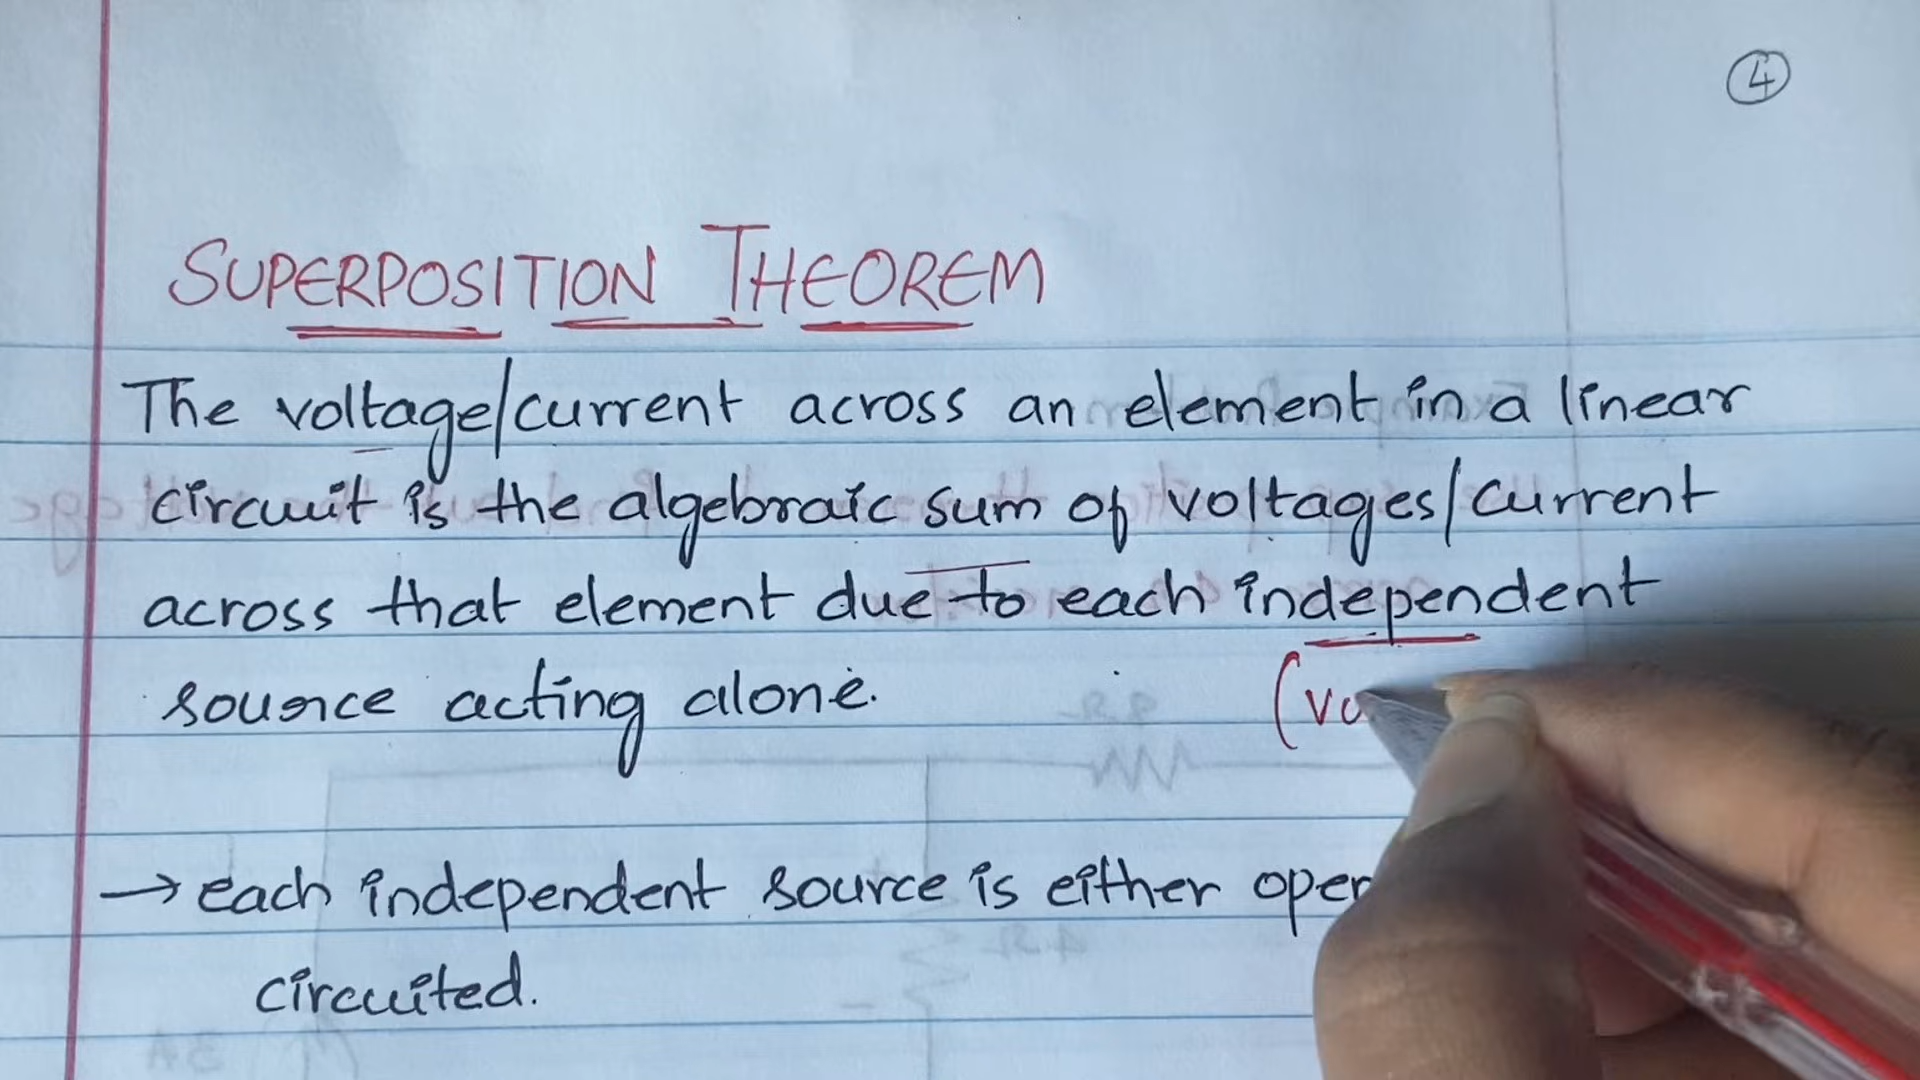 4
SUPERPOSITION THEOREM
The voltage/current across an element in a linear
circuit is the algebraic sum of voltages/current
across that element due to each independent
source acting alone.
→ each independent source is either
circuited.